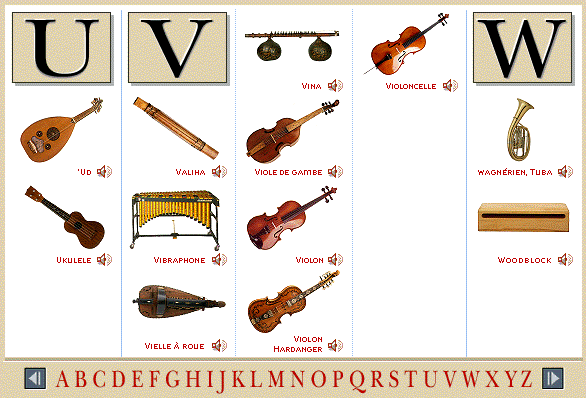 U
V
W
Vina
Violoncelle
'Ud
Valiha
Viole de gambe
wagnérien, Tuba
Ukulele
Vibraphone
Violon
Woodblock
Vielle à roue
Violon
Hardanger
A B C D E F G H I J K L M N O P Q R S T U V W X Y Z